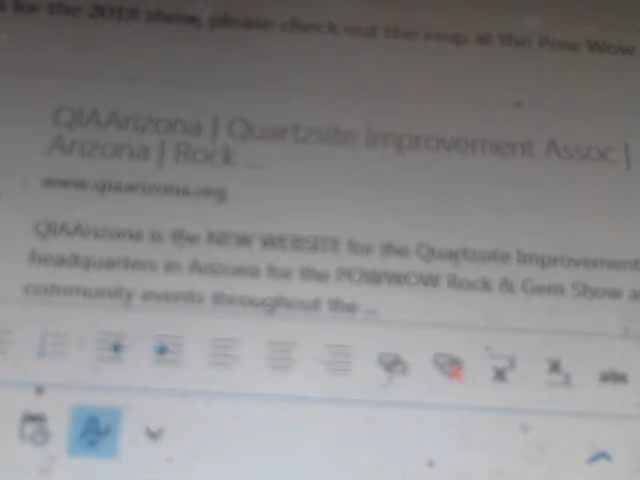 for the 2018 show, please check out the map at the Pow Wow
QIAArizona | Quartzsite Improvement Assoc |
Arizona | Rock ...
www.qiaarizona.org
QIAArizona is the NEW WEBSITE for the Quartzsite Improvement
headquarters in Arizona for the POWWOW Rock & Gem Show
community events throughout the ...
abc